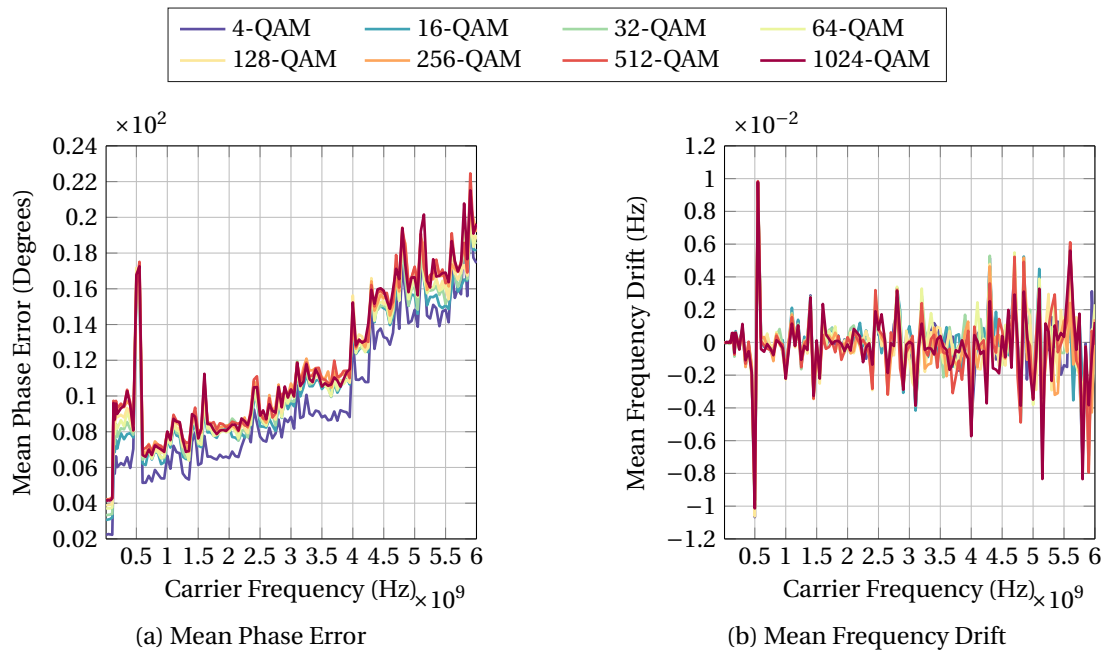 4-QAM 16-QAM 32-QAM 64-QAM
128-QAM 256-QAM 512-QAM 1024-QAM
×10²
0.24
0.22
0.2
0.18
0.16
0.14
0.12
0.1
0.08
0.06
0.04
0.02
Mean Phase Error (Degrees)
0.5 1 1.5 2 2.5 3 3.5 4 4.5 5 5.5 6
Carrier Frequency (Hz)
×10⁹
(a) Mean Phase Error
×10⁻²
1.2
1
0.8
0.6
0.4
0.2
0
−0.2
−0.4
−0.6
−0.8
−1
−1.2
Mean Frequency Drift (Hz)
0.5 1 1.5 2 2.5 3 3.5 4 4.5 5 5.5 6
Carrier Frequency (Hz)
×10⁹
(b) Mean Frequency Drift